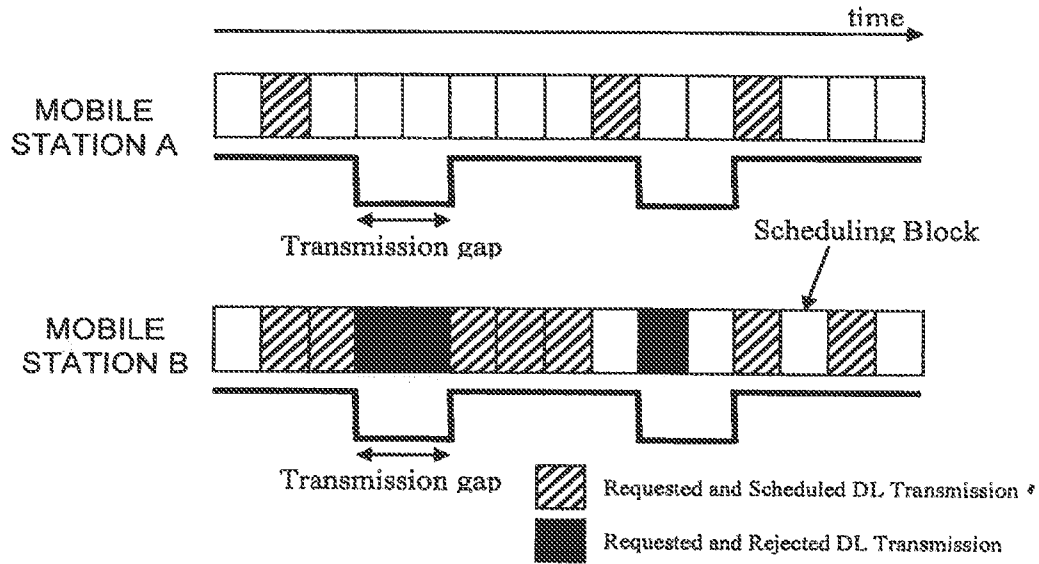 time
MOBILE
STATION A
Transmission gap
Scheduling Block
MOBILE
STATION B
Transmission gap
Requested and Scheduled DL Transmission
Requested and Rejected DL Transmission